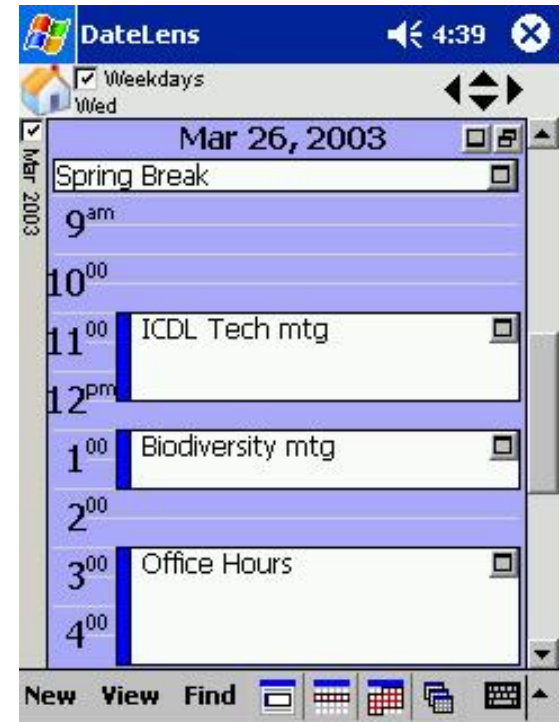 DateLens 4:39
Weekdays
Wed
Mar 2003
Mar 26, 2003
Spring Break
9am
1000
1100 ICDL Tech mtg
12pm
100 Biodiversity mtg
200
300 Office Hours
400
New View Find